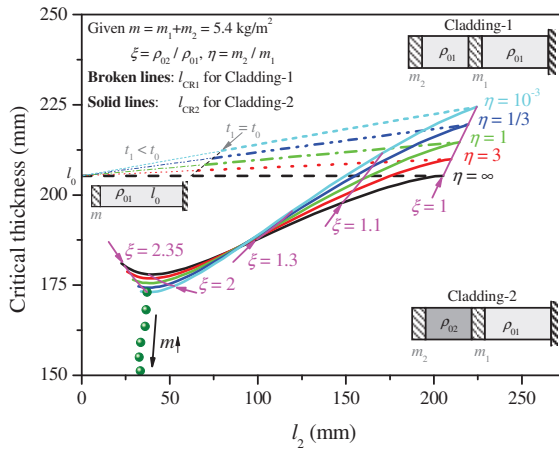 Given m = m₁+m₂ = 5.4 kg/m²
ξ = ρ₀₂ / ρ₀₁, η = m₂ / m₁
Broken lines: l_CR1 for Cladding-1
Solid lines: l_CR2 for Cladding-2
Cladding-1
ρ₀₁ ρ₀₁
m₂ m₁
η = 10⁻³
η = 1/3
η = 1
η = 3
η = ∞
t₁ < t₀
t₁ = t₀
l₀
ρ₀₁ l₀
m
ξ = 2.35
ξ = 2
ξ = 1.3
ξ = 1.1
ξ = 1
m↑
Cladding-2
ρ₀₂ ρ₀₁
m₂ m₁
Critical thickness (mm)
250
225
200
175
150
0 50 100 150 200 250
l₂ (mm)